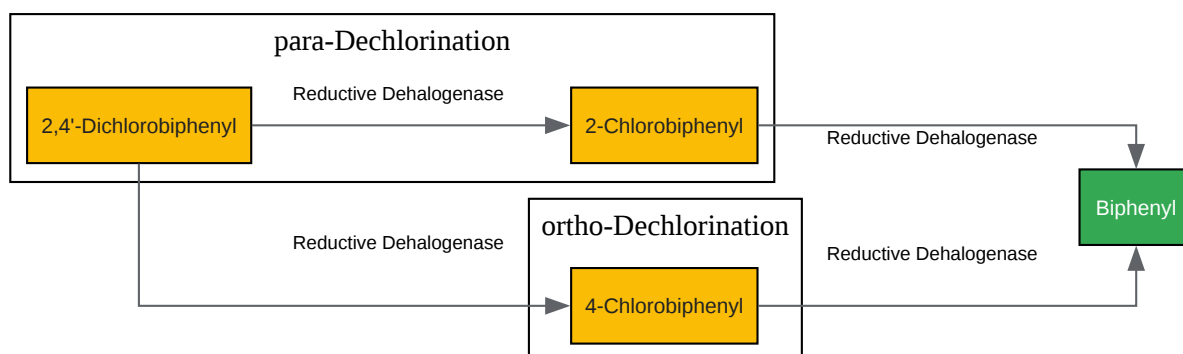 para-Dechlorination
Reductive Dehalogenase
2,4'-Dichlorobiphenyl
2-Chlorobiphenyl
Reductive Dehalogenase
Biphenyl
ortho-Dechlorination
Reductive Dehalogenase
Reductive Dehalogenase
4-Chlorobiphenyl